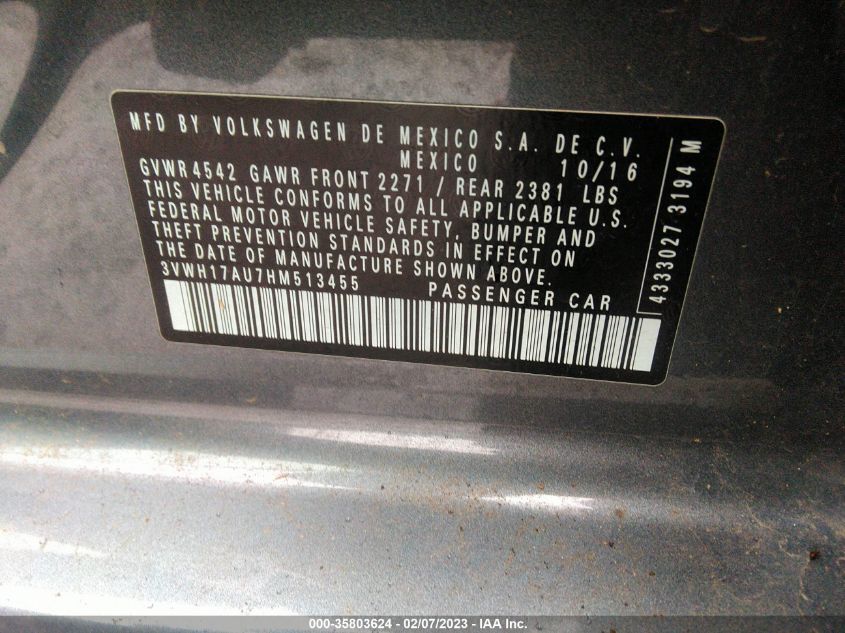 MFD BY VOLKSWAGEN DE MEXICO S.A. DE C.V.
MEXICO 10/16
GVWR 4542 GAWR FRONT 2271 / REAR 2381 LBS
THIS VEHICLE CONFORMS TO ALL APPLICABLE U.S.
FEDERAL MOTOR VEHICLE SAFETY, BUMPER AND
THEFT PREVENTION STANDARDS IN EFFECT ON
THE DATE OF MANUFACTURE SHOWN ABOVE.
3VWH17AU7HM513455 PASSENGER CAR
4333027 3194 M
000-35803624 - 02/07/2023 - IAA Inc.